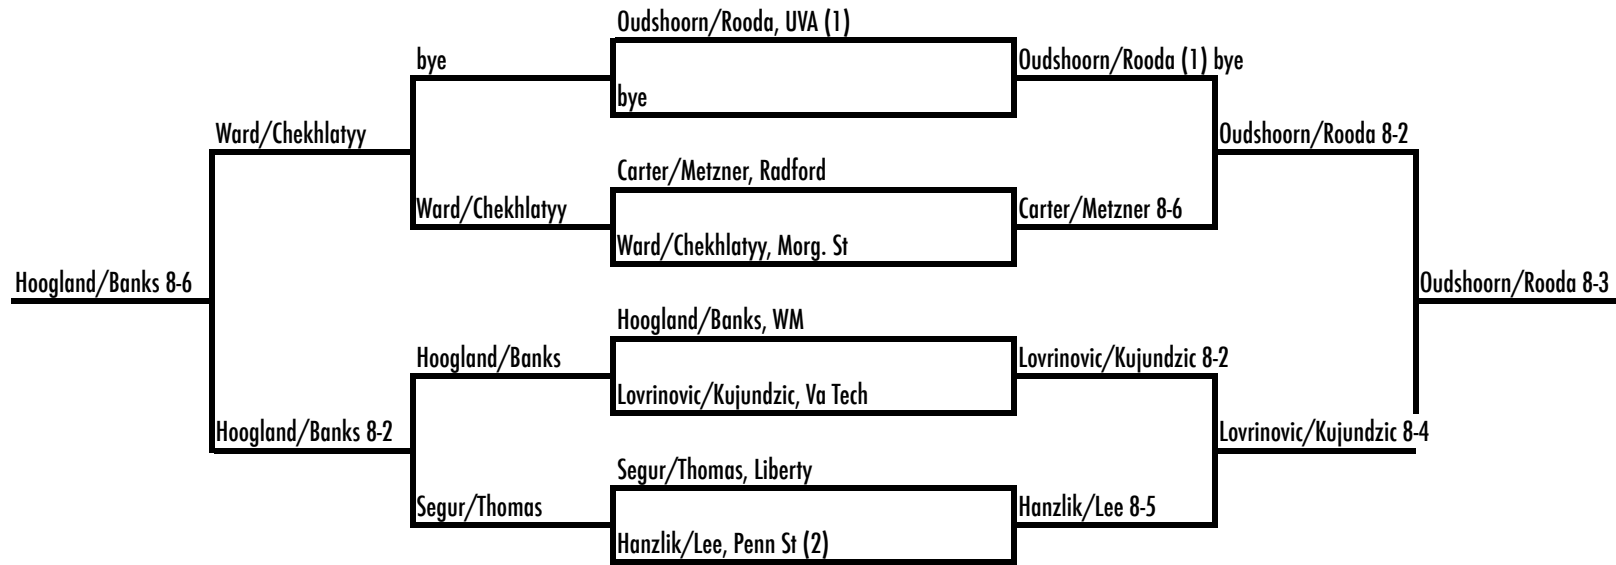 Oudshoorn/Rooda, UVA (1)
bye
Oudshoorn/Rooda (1) bye
bye
Ward/Chekhlatyy
Oudshoorn/Rooda 8-2
Carter/Metzner, Radford
Ward/Chekhlatyy
Carter/Metzner 8-6
Ward/Chekhlatyy, Morg. St
Hoogland/Banks 8-6
Oudshoorn/Rooda 8-3
Hoogland/Banks, WM
Hoogland/Banks
Lovrinovic/Kujundzic 8-2
Lovrinovic/Kujundzic, Va Tech
Hoogland/Banks 8-2
Lovrinovic/Kujundzic 8-4
Segur/Thomas, Liberty
Segur/Thomas
Hanzlik/Lee 8-5
Hanzlik/Lee, Penn St (2)